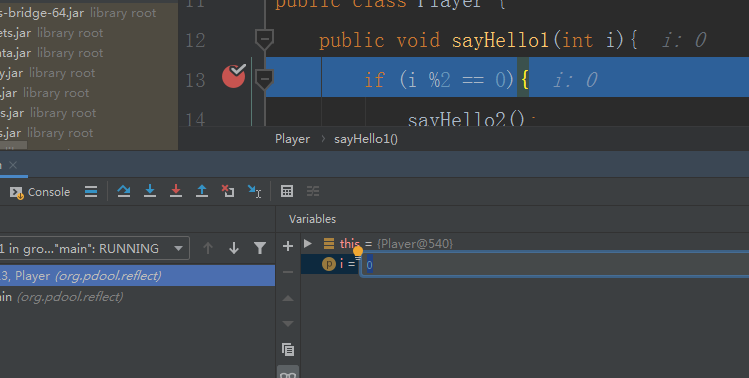 s-bridge-64.jar library root
ets.jar library root
ata.jar library root
y.jar library root
.jar library root
s.jar library root
s.jar library root
library root
11 public class Player {
12 public void sayHello1(int i){ i: 0
13 if (i %2 == 0){ i: 0
14 sayHello2();
Player > sayHello1()
n ×
Console
Variables
1 in gro..."main": RUNNING
this = {Player@540}
3, Player (org.pdool.reflect)
p i = 0
in (org.pdool.reflect)